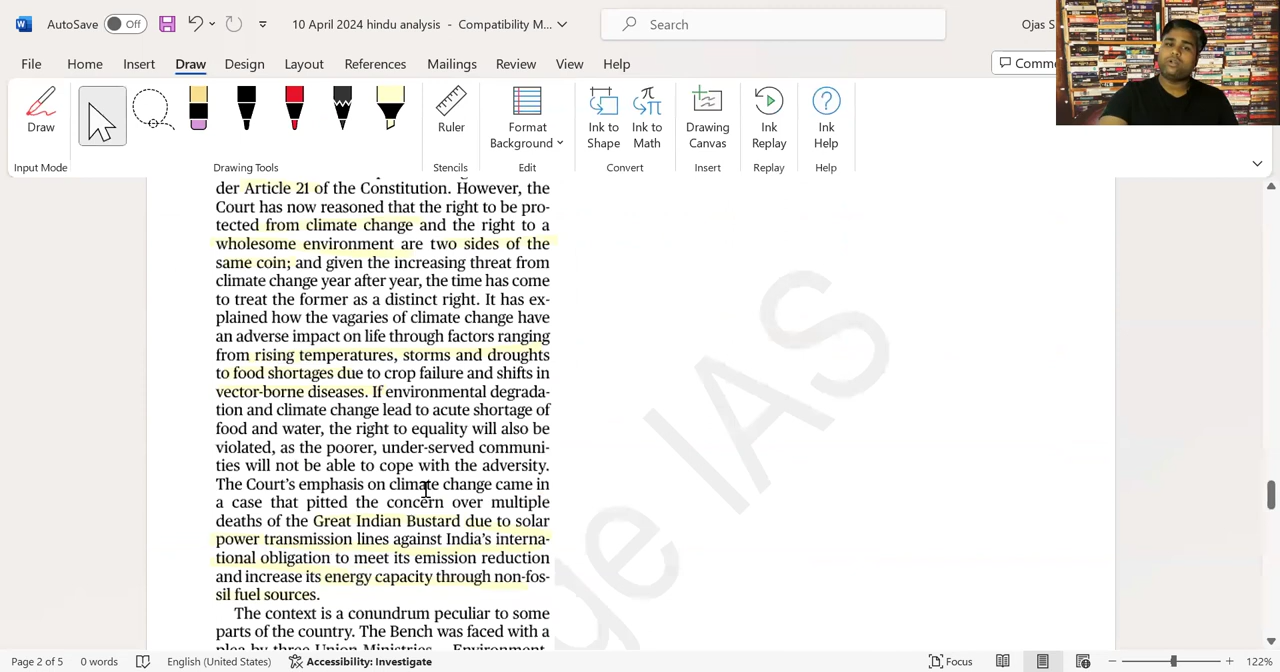 AutoSave
Off
10 April 2024 hindu analysis - Compatibility M...
Search
Ojas S
File
Home
Insert
Draw
Design
Layout
References
Mailings
Review
View
Help
Comme
Draw
Ruler
Format
Background
Ink to
Shape
Ink to
Math
Drawing
Canvas
Ink
Replay
Ink
Help
Input Mode
Drawing Tools
Stencils
Edit
Convert
Insert
Replay
Help
der Article 21 of the Constitution. However, the
Court has now reasoned that the right to be pro-
tected from climate change and the right to a
wholesome environment are two sides of the
same coin; and given the increasing threat from
climate change year after year, the time has come
to treat the former as a distinct right. It has ex-
plained how the vagaries of climate change have
an adverse impact on life through factors ranging
from rising temperatures, storms and droughts
to food shortages due to crop failure and shifts in
vector-borne diseases. If environmental degrada-
tion and climate change lead to acute shortage of
food and water, the right to equality will also be
violated, as the poorer, under-served communi-
ties will not be able to cope with the adversity.
The Court's emphasis on climate change came in
a case that pitted the concern over multiple
deaths of the Great Indian Bustard due to solar
power transmission lines against India's interna-
tional obligation to meet its emission reduction
and increase its energy capacity through non-fos-
sil fuel sources.
The context is a conundrum peculiar to some
parts of the country. The Bench was faced with a
plea by three Union Ministries
ge IAS
Page 2 of 5
0 words
English (United States)
Accessibility: Investigate
Focus
122%